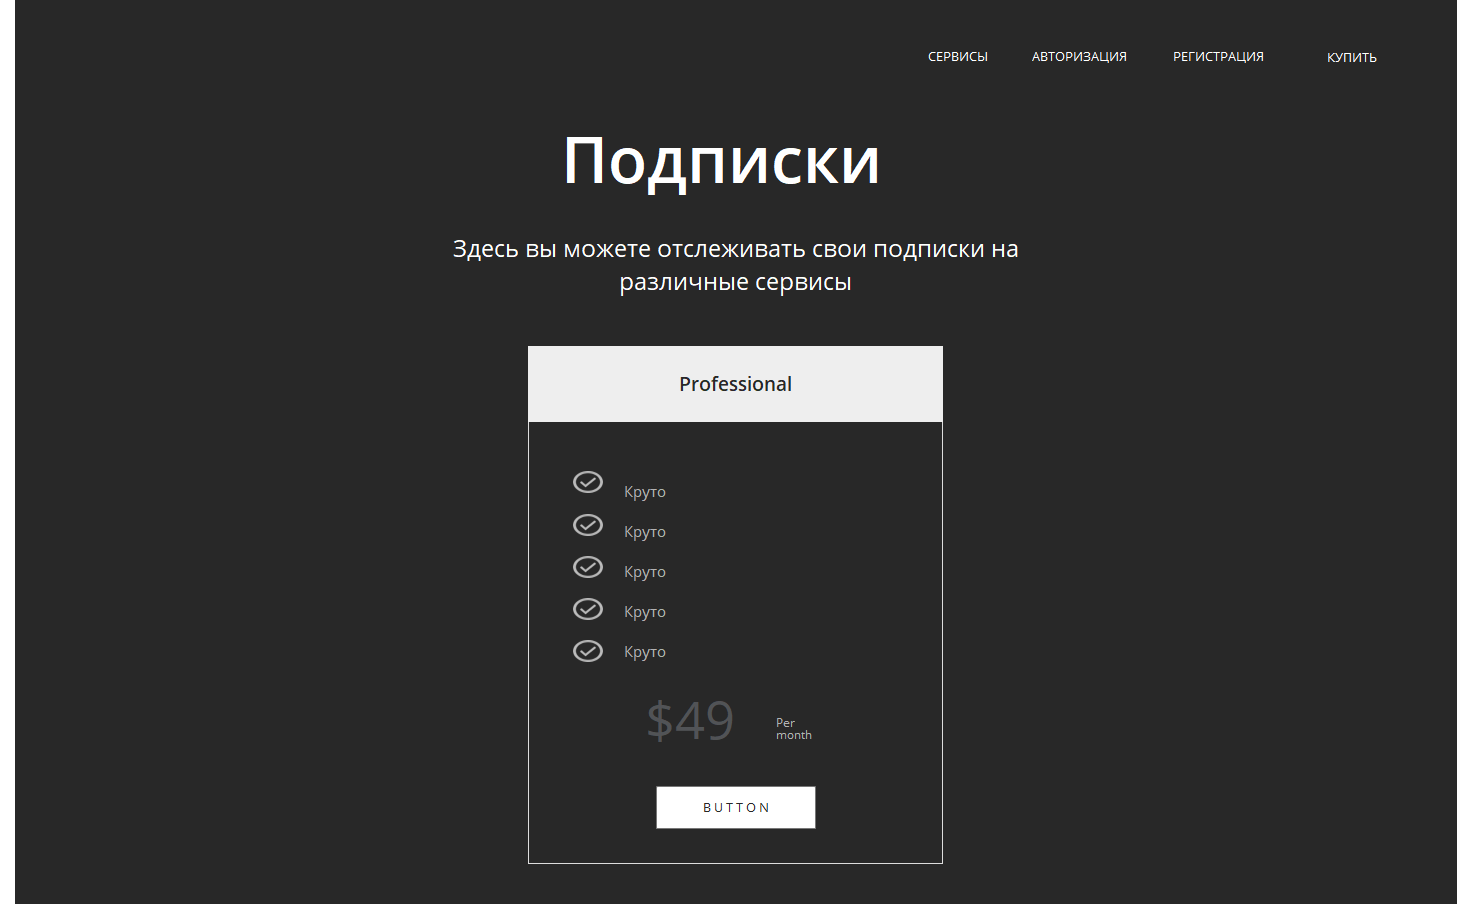 СЕРВИСЫ АВТОРИЗАЦИЯ РЕГИСТРАЦИЯ КУПИТЬ
Подписки
Здесь вы можете отслеживать свои подписки на
различные сервисы
Professional
Круто
Круто
Круто
Круто
Круто
$49 Per
month
BUTTON